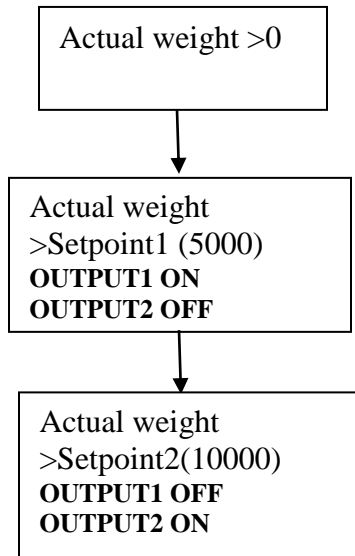 Actual weight >0
Actual weight
>Setpoint1 (5000)
OUTPUT1 ON
OUTPUT2 OFF
Actual weight
>Setpoint2(10000)
OUTPUT1 OFF
OUTPUT2 ON